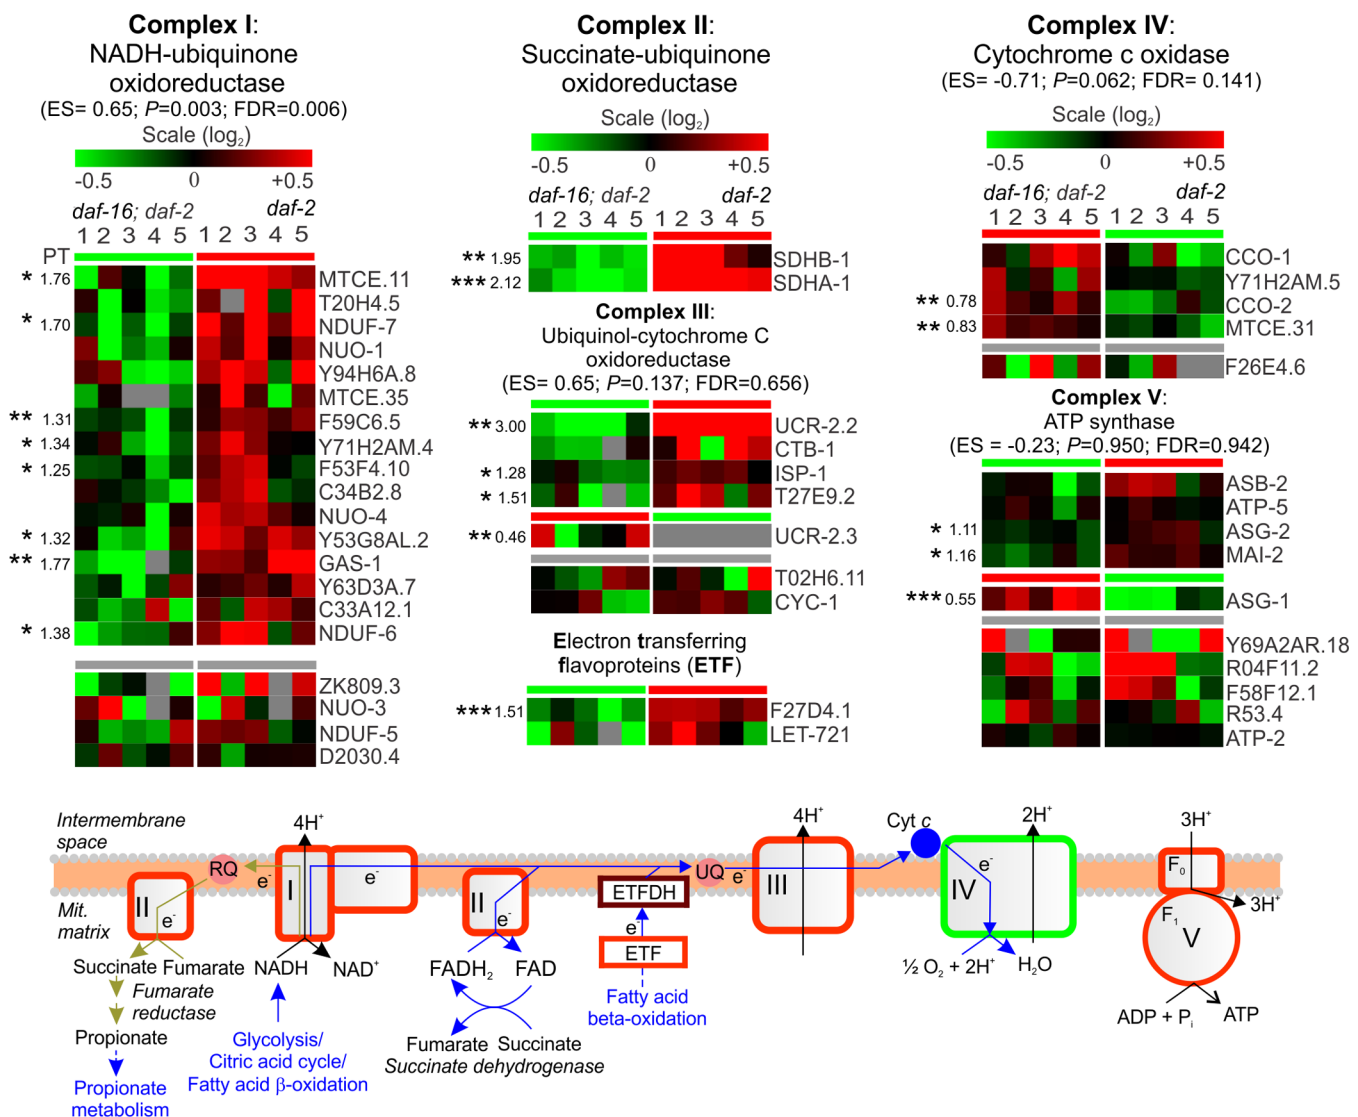 Complex I:
NADH-ubiquinone
oxidoreductase
(ES= 0.65; P=0.003; FDR=0.006)
Scale (log2)
-0.5 0 +0.5
daf-16; daf-2 daf-2
1 2 3 4 5 1 2 3 4 5
PT
* 1.76 MTCE.11
T20H4.5
* 1.70 NDUF-7
NUO-1
Y94H6A.8
MTCE.35
** 1.31 F59C6.5
* 1.34 Y71H2AM.4
* 1.25 F53F4.10
C34B2.8
NUO-4
* 1.32 Y53G8AL.2
** 1.77 GAS-1
Y63D3A.7
C33A12.1
* 1.38 NDUF-6
ZK809.3
NUO-3
NDUF-5
D2030.4
Complex II:
Succinate-ubiquinone
oxidoreductase
Scale (log2)
-0.5 0 +0.5
daf-16; daf-2 daf-2
1 2 3 4 5 1 2 3 4 5
** 1.95 SDHB-1
*** 2.12 SDHA-1
Complex III:
Ubiquinol-cytochrome C
oxidoreductase
(ES= 0.65; P=0.137; FDR=0.656)
** 3.00 UCR-2.2
CTB-1
* 1.28 ISP-1
* 1.51 T27E9.2
** 0.46 UCR-2.3
T02H6.11
CYC-1
Electron transferring
flavoproteins (ETF)
*** 1.51 F27D4.1
LET-721
Complex IV:
Cytochrome c oxidase
(ES= -0.71; P=0.062; FDR= 0.141)
Scale (log2)
-0.5 0 +0.5
daf-16; daf-2 daf-2
1 2 3 4 5 1 2 3 4 5
CCO-1
Y71H2AM.5
** 0.78 CCO-2
** 0.83 MTCE.31
F26E4.6
Complex V:
ATP synthase
(ES = -0.23; P=0.950; FDR=0.942)
ASB-2
ATP-5
* 1.11 ASG-2
* 1.16 MAI-2
*** 0.55 ASG-1
Y69A2AR.18
R04F11.2
F58F12.1
R53.4
ATP-2
Intermembrane
space
Mit.
matrix
RQ
II
e-
Succinate Fumarate
Fumarate
reductase
Propionate
Propionate
metabolism
4H+
I
e-
e-
NADH NAD+
Glycolysis/
Citric acid cycle/
Fatty acid β-oxidation
II
e-
FADH2 FAD
Fumarate Succinate
Succinate dehydrogenase
ETFDH
e-
ETF
Fatty acid
beta-oxidation
UQ e-
4H+
III
Cyt c
2H+
e-
IV
½ O2 + 2H+ H2O
3H+
F0
3H+
F1
V
ADP + Pi ATP